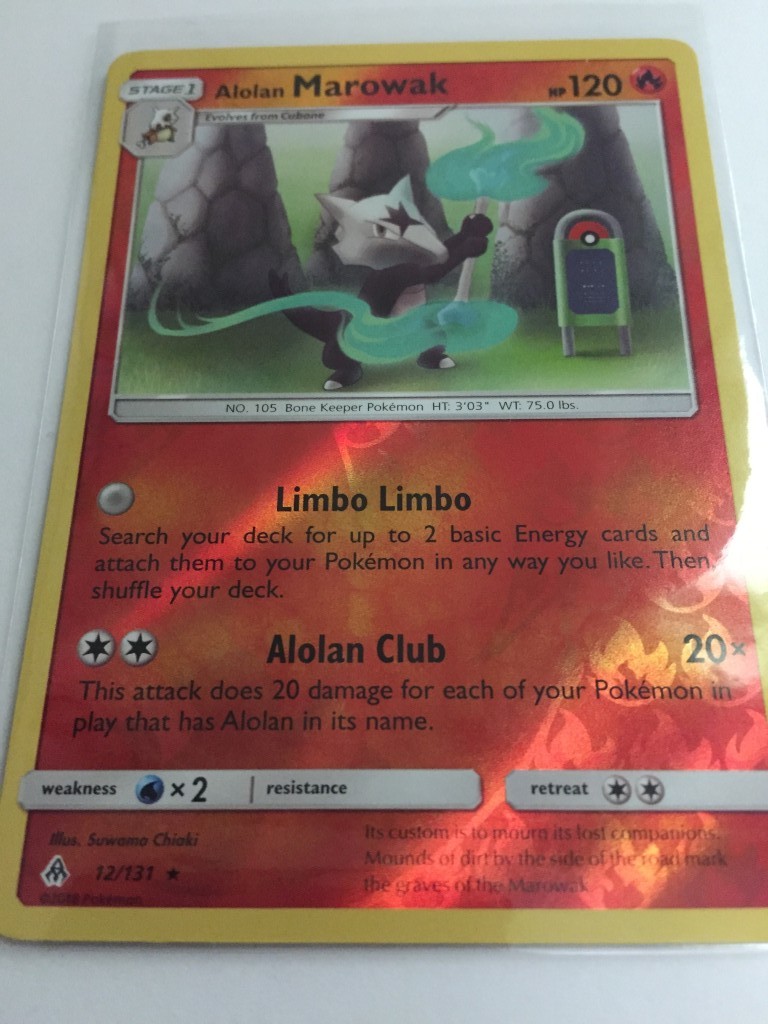 STAGE 1 Alolan Marowak HP 120
Evolves from Cubone
NO. 105 Bone Keeper Pokémon HT: 3'03" WT: 75.0 lbs.
Limbo Limbo
Search your deck for up to 2 basic Energy cards and
attach them to your Pokémon in any way you like. Then,
shuffle your deck.
Alolan Club 20×
This attack does 20 damage for each of your Pokémon in
play that has Alolan in its name.
weakness × 2 resistance retreat
Illus. Suwama Chiaki
12/131
©2018 Pokémon
Its custom is to mourn its lost companions.
Mounds of dirt by the side of the road mark
the graves of the Marowak.